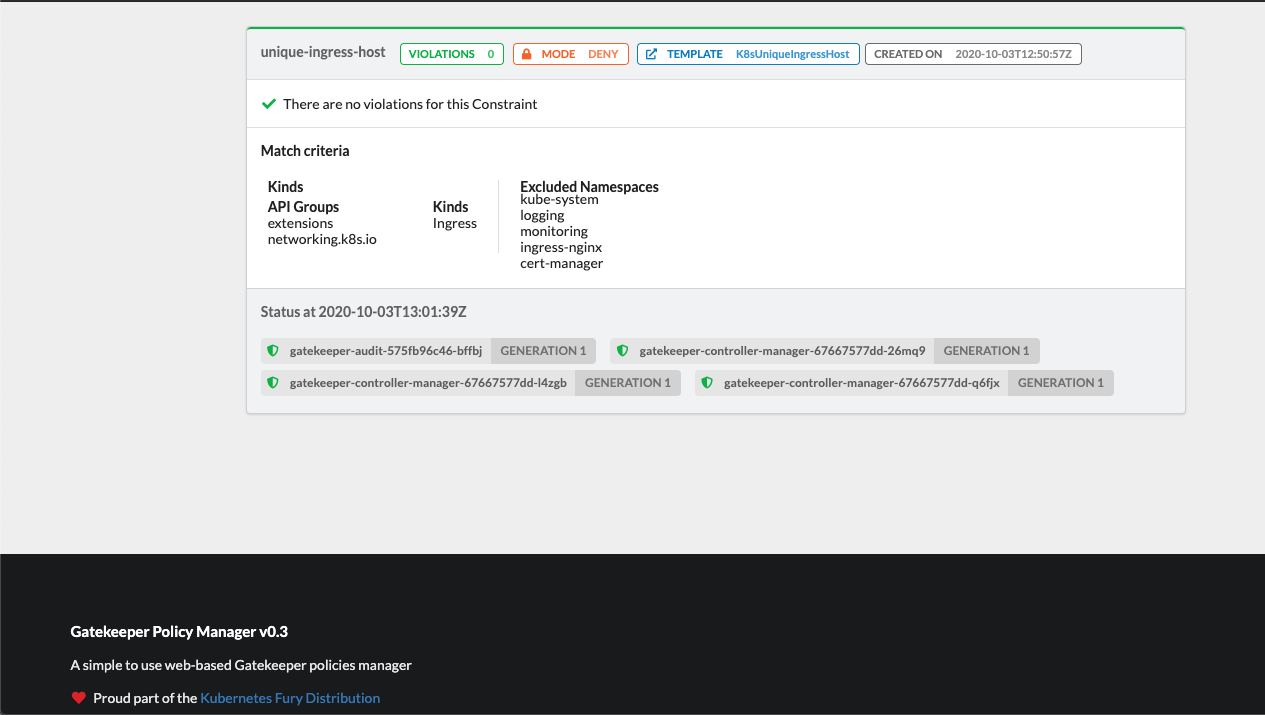 unique-ingress-host VIOLATIONS 0 MODE DENY TEMPLATE K8sUniqueIngressHost CREATED ON 2020-10-03T12:50:57Z
There are no violations for this Constraint
Match criteria
Kinds
API Groups
extensions
networking.k8s.io
Kinds
Ingress
Excluded Namespaces
kube-system
logging
monitoring
ingress-nginx
cert-manager
Status at 2020-10-03T13:01:39Z
gatekeeper-audit-575fb96c46-bffbj GENERATION 1 gatekeeper-controller-manager-67667577dd-26mq9 GENERATION 1
gatekeeper-controller-manager-67667577dd-l4zgb GENERATION 1 gatekeeper-controller-manager-67667577dd-q6fjx GENERATION 1
Gatekeeper Policy Manager v0.3
A simple to use web-based Gatekeeper policies manager
Proud part of the Kubernetes Fury Distribution